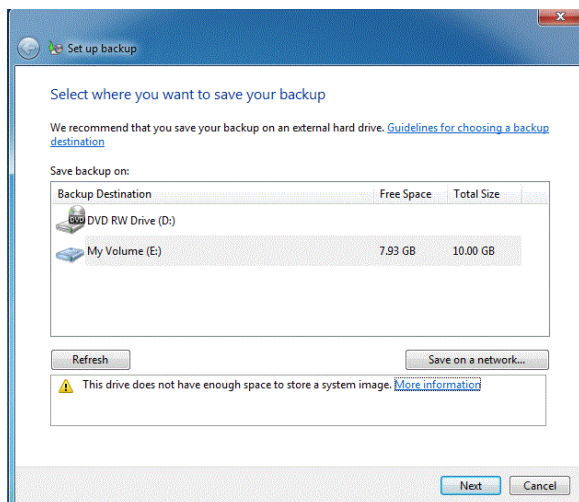 Set up backup
Select where you want to save your backup
We recommend that you save your backup on an external hard drive. Guidelines for choosing a backup
destination
Save backup on:
Backup Destination Free Space Total Size
DVD DVD RW Drive (D:)
My Volume (E:) 7.93 GB 10.00 GB
Refresh Save on a network...
This drive does not have enough space to store a system image. More information
Next Cancel